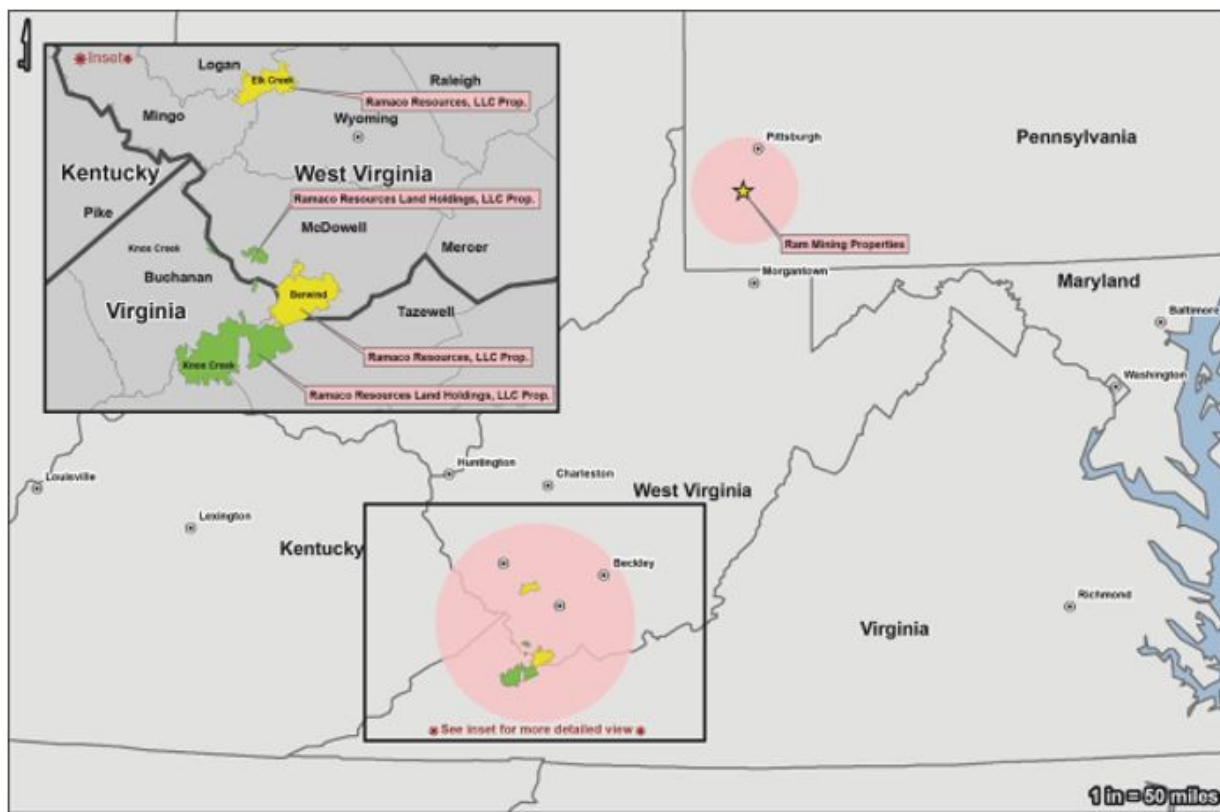 Inset
Logan
Elk Creek
Raleigh
Ramaco Resources, LLC Prop.
Mingo
Wyoming
Kentucky
West Virginia
Ramaco Resources Land Holdings, LLC Prop.
Pike
McDowell
Knox Creek
Mercer
Buchanan
Berwind
Virginia
Tazewell
Ramaco Resources, LLC Prop.
Knox Creek
Ramaco Resources Land Holdings, LLC Prop.
Pittsburgh
Pennsylvania
Ram Mining Properties
Morgantown
Maryland
Baltimore
Washington
Louisville
Huntington
Charleston
West Virginia
Lexington
Kentucky
Beckley
Richmond
Virginia
See inset for more detailed view
1 in = 50 miles